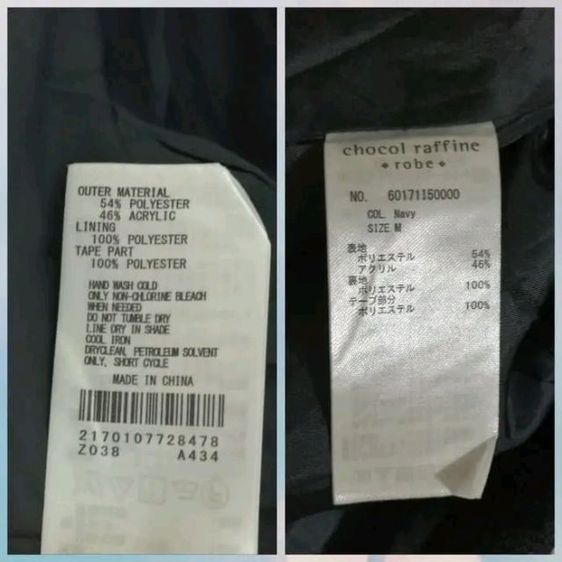 OUTER MATERIAL
54% POLYESTER
46% ACRYLIC
LINING
100% POLYESTER
TAPE PART
100% POLYESTER
HAND WASH COLD
ONLY NON-CHLORINE BLEACH
WHEN NEEDED
DO NOT TUMBLE DRY
LINE DRY IN SHADE
COOL IRON
DRYCLEAN, PETROLEUM SOLVENT
ONLY, SHORT CYCLE
MADE IN CHINA
2170107728478
Z038 A434
chocol raffine
robe
NO. 60171150000
COL. Navy
SIZE M
表地
ポリエステル 54%
アクリル 46%
裏地
ポリエステル 100%
テープ部分
ポリエステル 100%